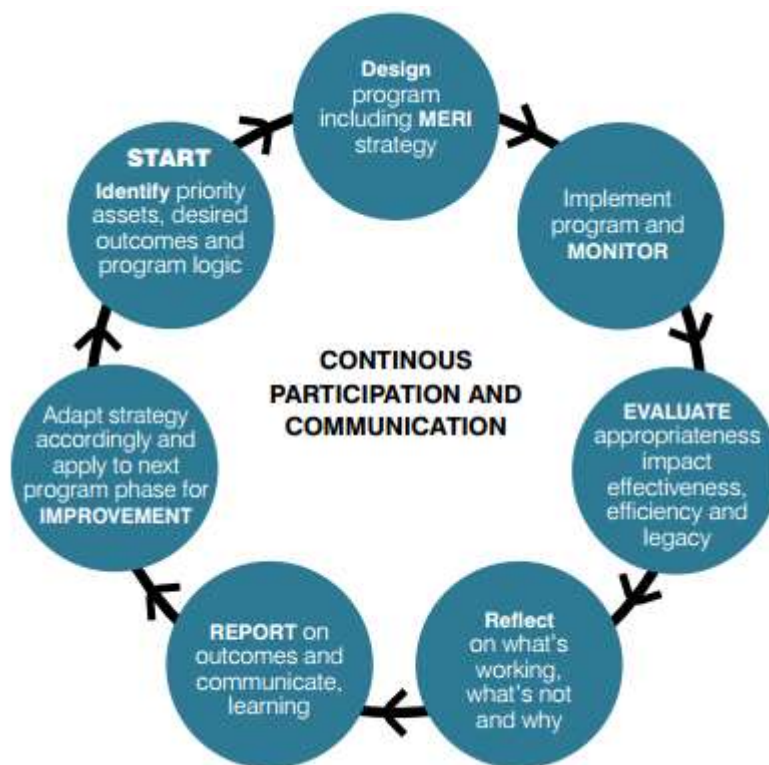 START
Identify priority
assets, desired
outcomes and
program logic
Design
program
including MERI
strategy
Implement
program and
MONITOR
EVALUATE
appropriateness
impact
effectiveness,
efficiency and
legacy
Reflect
on what's
working,
what's not
and why
REPORT on
outcomes and
communicate,
learning
Adapt strategy
accordingly and
apply to next
program phase for
IMPROVEMENT
CONTINOUS
PARTICIPATION AND
COMMUNICATION